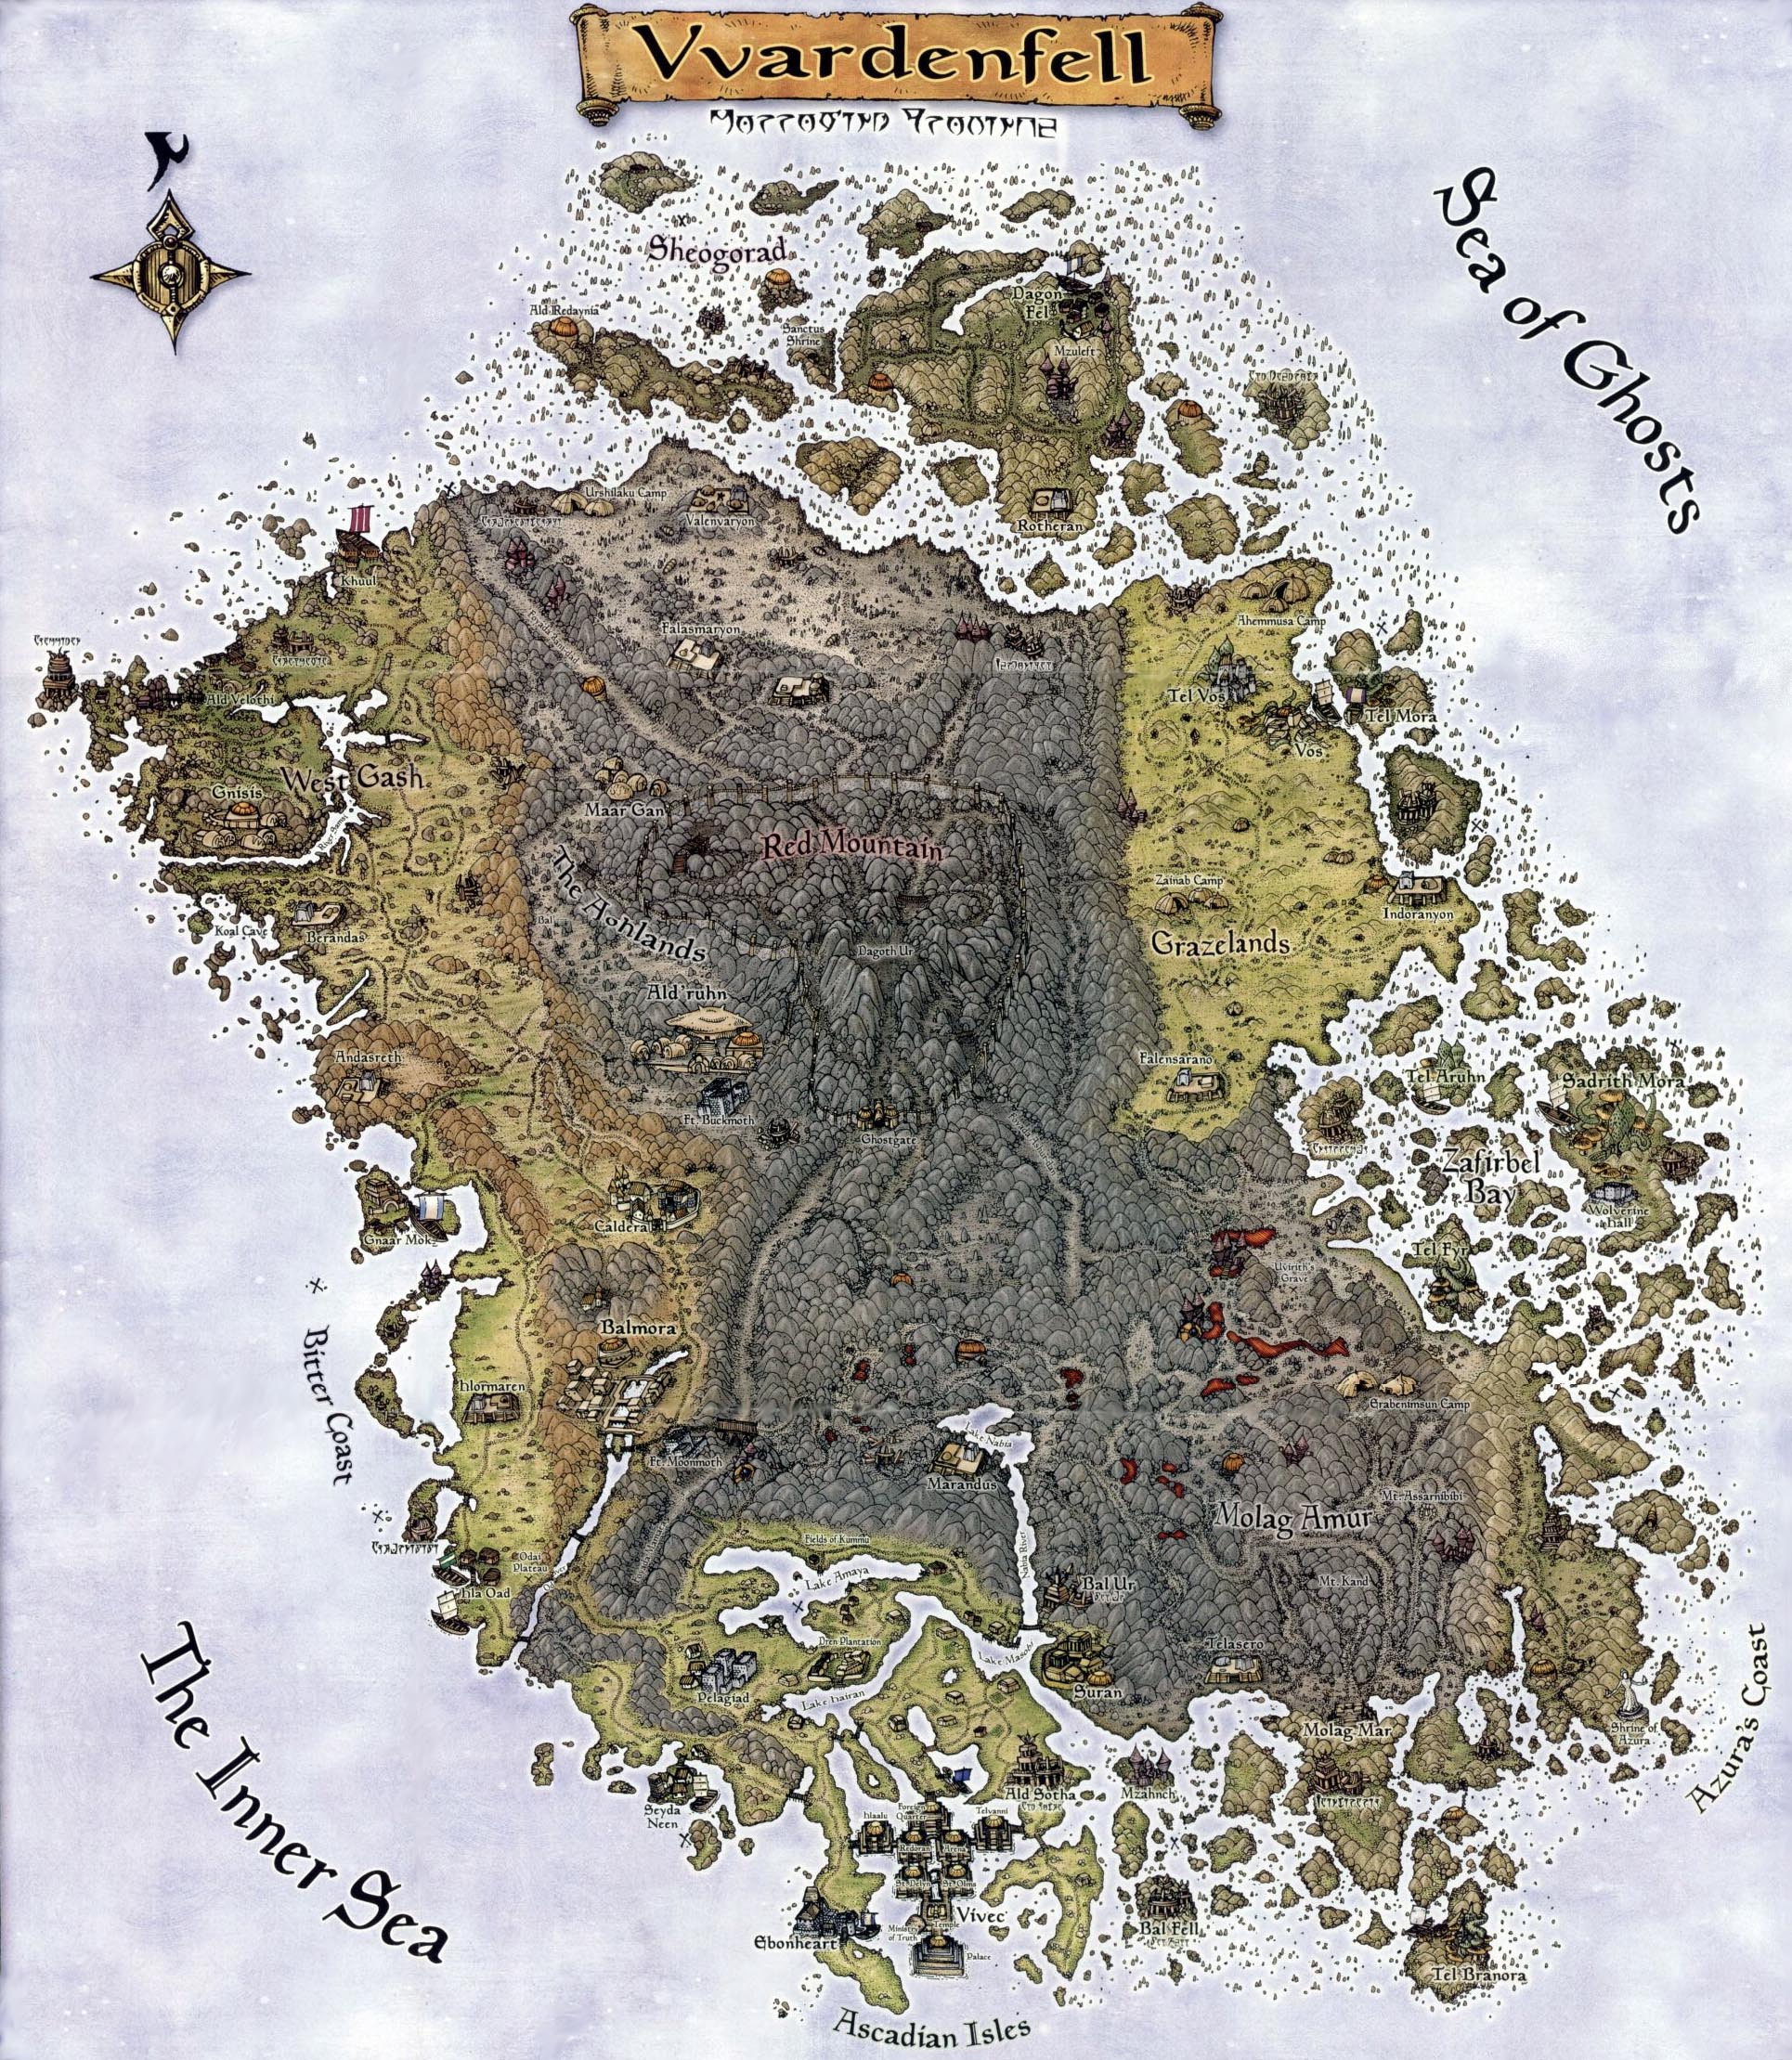 Vvardenfell
Sea of Ghosts
Sheogorad
Ald Redaynia
Sanctus
Shrine
Dagon
Fel
Mzuleft
Urshilaku Camp
Valenvaryon
Rotheran
Khuul
Falasmaryon
Ahemmusa Camp
Ald Velothi
Tel Vos
Tel Mora
Vos
West Gash
Gnisis
Maar Gan
Red Mountain
The Ashlands
Zainab Camp
Indoranyon
Koal Cave
Berandas
Grazelands
Dagoth Ur
Ald'ruhn
Andasreth
Falensarano
Tel Aruhn
Sadrith Mora
Ft. Buckmoth
Ghostgate
Zafirbel
Bay
Wolverine
Hall
Gnaar Mok
Caldera
Tel Fyr
Uvirith's
Grave
Bitter Coast
Balmora
Hlormaren
Erabenimsun Camp
Lake Nabia
Ft. Moonmoth
Marandus
Mt. Assarnibibi
Molag Amur
Fields of Kummu
Nabia River
Odai
Plateau
Hla Oad
Lake Amaya
Bal Ur
Mt. Kand
Dren Plantation
Lake Masobi
Telasero
Pelagiad
Lake Hairan
Suran
Molag Mar
Shrine of
Azura
Azura's Coast
The Inner Sea
Seyda
Neen
Ald Sotha
Mzahnch
Hlaalu
Foreign
Quarter
Telvanni
Redoran
Arena
St. Delyn
St. Olms
Vivec
Ministry
of Truth
Temple
Palace
Ebonheart
Bal Fell
Tel Branora
Ascadian Isles